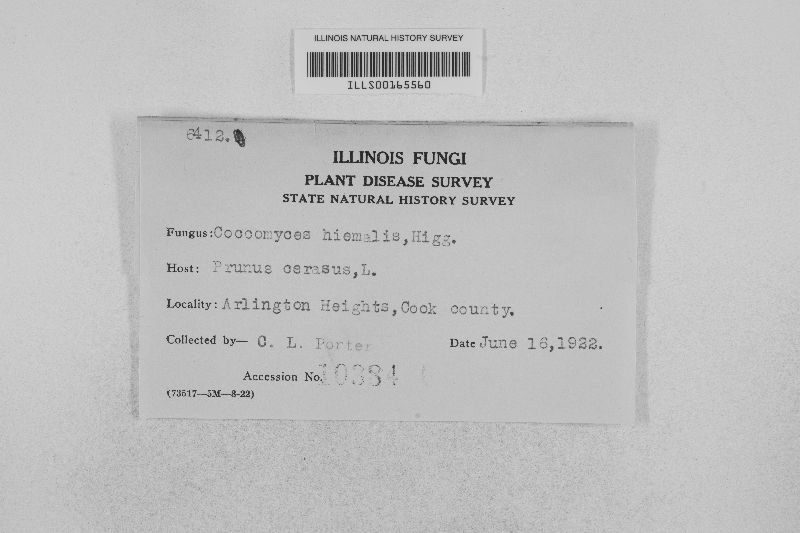 ILLINOIS NATURAL HISTORY SURVEY
ILLS00165560
6412.
ILLINOIS FUNGI
PLANT DISEASE SURVEY
STATE NATURAL HISTORY SURVEY
Fungus: Coccomyces hiemalis, Higg.
Host: Prunus cerasus, L.
Locality: Arlington Heights, Cook county.
Collected by— C. L. Porter Date June 16, 1922.
Accession No. 10384
(73517—5M—8-22)